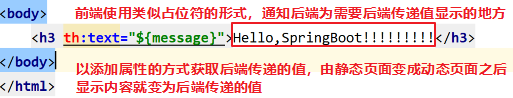 <body>
前端使用类似占位符的形式，通知后端为需要后端传递值显示的地方
<h3 th:text="${message}">Hello,SpringBoot!!!!!!!!!</h3>
</body>
以添加属性的方式获取后端传递的值，由静态页面变成动态页面之后
</html>
显示内容就变为后端传递的值